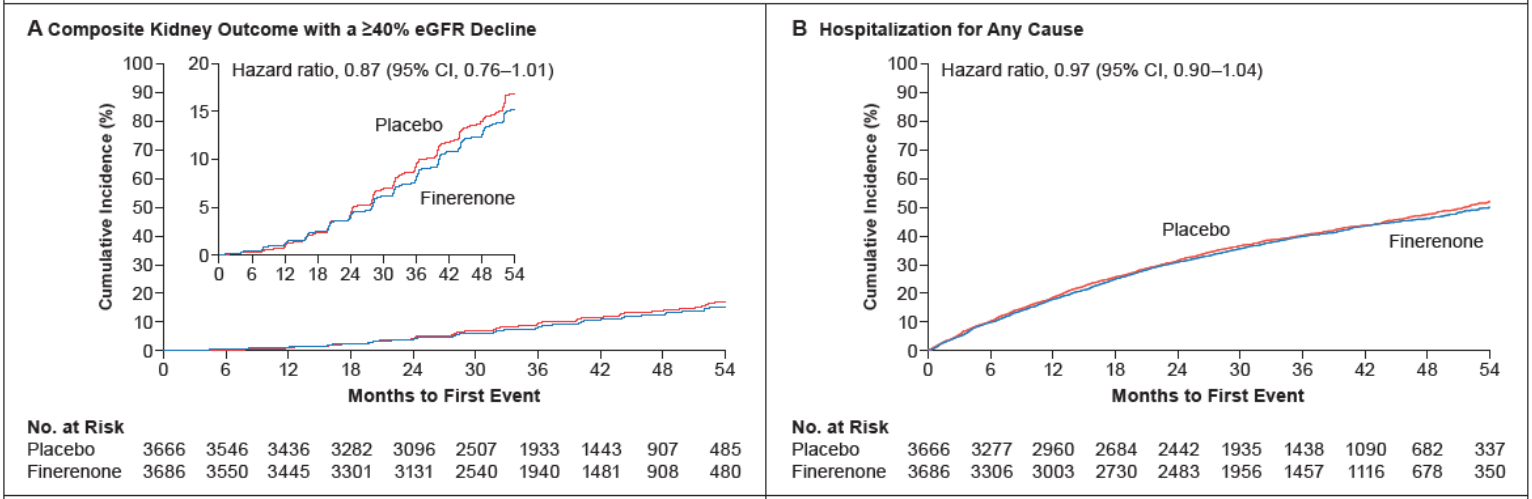 A Composite Kidney Outcome with a ≥40% eGFR Decline
Cumulative Incidence (%)
100
90
80
70
60
50
40
30
20
10
0
20
15
10
5
0
Hazard ratio, 0.87 (95% CI, 0.76–1.01)
Placebo
Finerenone
0 6 12 18 24 30 36 42 48 54
0 6 12 18 24 30 36 42 48 54
Months to First Event
No. at Risk
Placebo 3666 3546 3436 3282 3096 2507 1933 1443 907 485
Finerenone 3686 3550 3445 3301 3131 2540 1940 1481 908 480
B Hospitalization for Any Cause
Cumulative Incidence (%)
100
90
80
70
60
50
40
30
20
10
0
Hazard ratio, 0.97 (95% CI, 0.90–1.04)
Placebo
Finerenone
0 6 12 18 24 30 36 42 48 54
Months to First Event
No. at Risk
Placebo 3666 3277 2960 2684 2442 1935 1438 1090 682 337
Finerenone 3686 3306 3003 2730 2483 1956 1457 1116 678 350